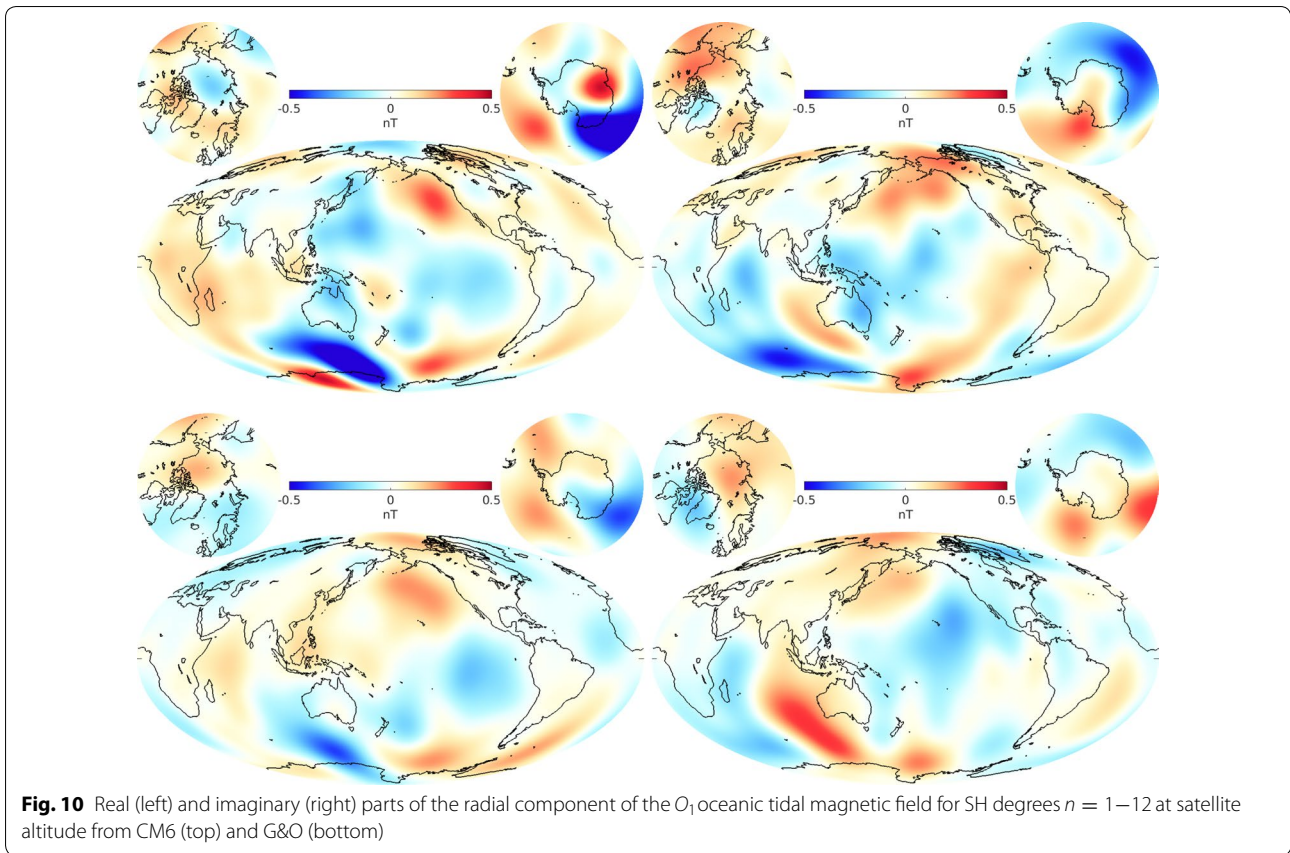 -0.5 0 0.5 -0.5 0 0.5
nT nT
-0.5 0 0.5 -0.5 0 0.5
nT nT
Fig. 10 Real (left) and imaginary (right) parts of the radial component of the O₁ oceanic tidal magnetic field for SH degrees n = 1–12 at satellite
altitude from CM6 (top) and G&O (bottom)